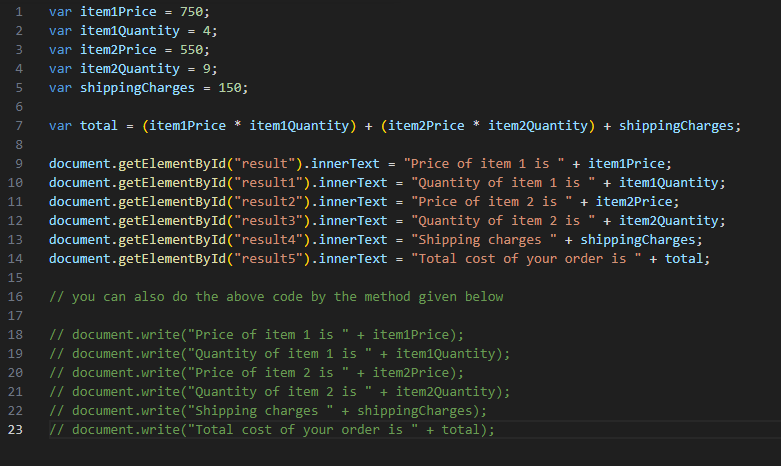 1 var item1Price = 750;
2 var item1Quantity = 4;
3 var item2Price = 550;
4 var item2Quantity = 9;
5 var shippingCharges = 150;
6
7 var total = (item1Price * item1Quantity) + (item2Price * item2Quantity) + shippingCharges;
8
9 document.getElementById("result").innerText = "Price of item 1 is " + item1Price;
10 document.getElementById("result1").innerText = "Quantity of item 1 is " + item1Quantity;
11 document.getElementById("result2").innerText = "Price of item 2 is " + item2Price;
12 document.getElementById("result3").innerText = "Quantity of item 2 is " + item2Quantity;
13 document.getElementById("result4").innerText = "Shipping charges " + shippingCharges;
14 document.getElementById("result5").innerText = "Total cost of your order is " + total;
15
16 // you can also do the above code by the method given below
17
18 // document.write("Price of item 1 is " + item1Price);
19 // document.write("Quantity of item 1 is " + item1Quantity);
20 // document.write("Price of item 2 is " + item2Price);
21 // document.write("Quantity of item 2 is " + item2Quantity);
22 // document.write("Shipping charges " + shippingCharges);
23 // document.write("Total cost of your order is " + total);